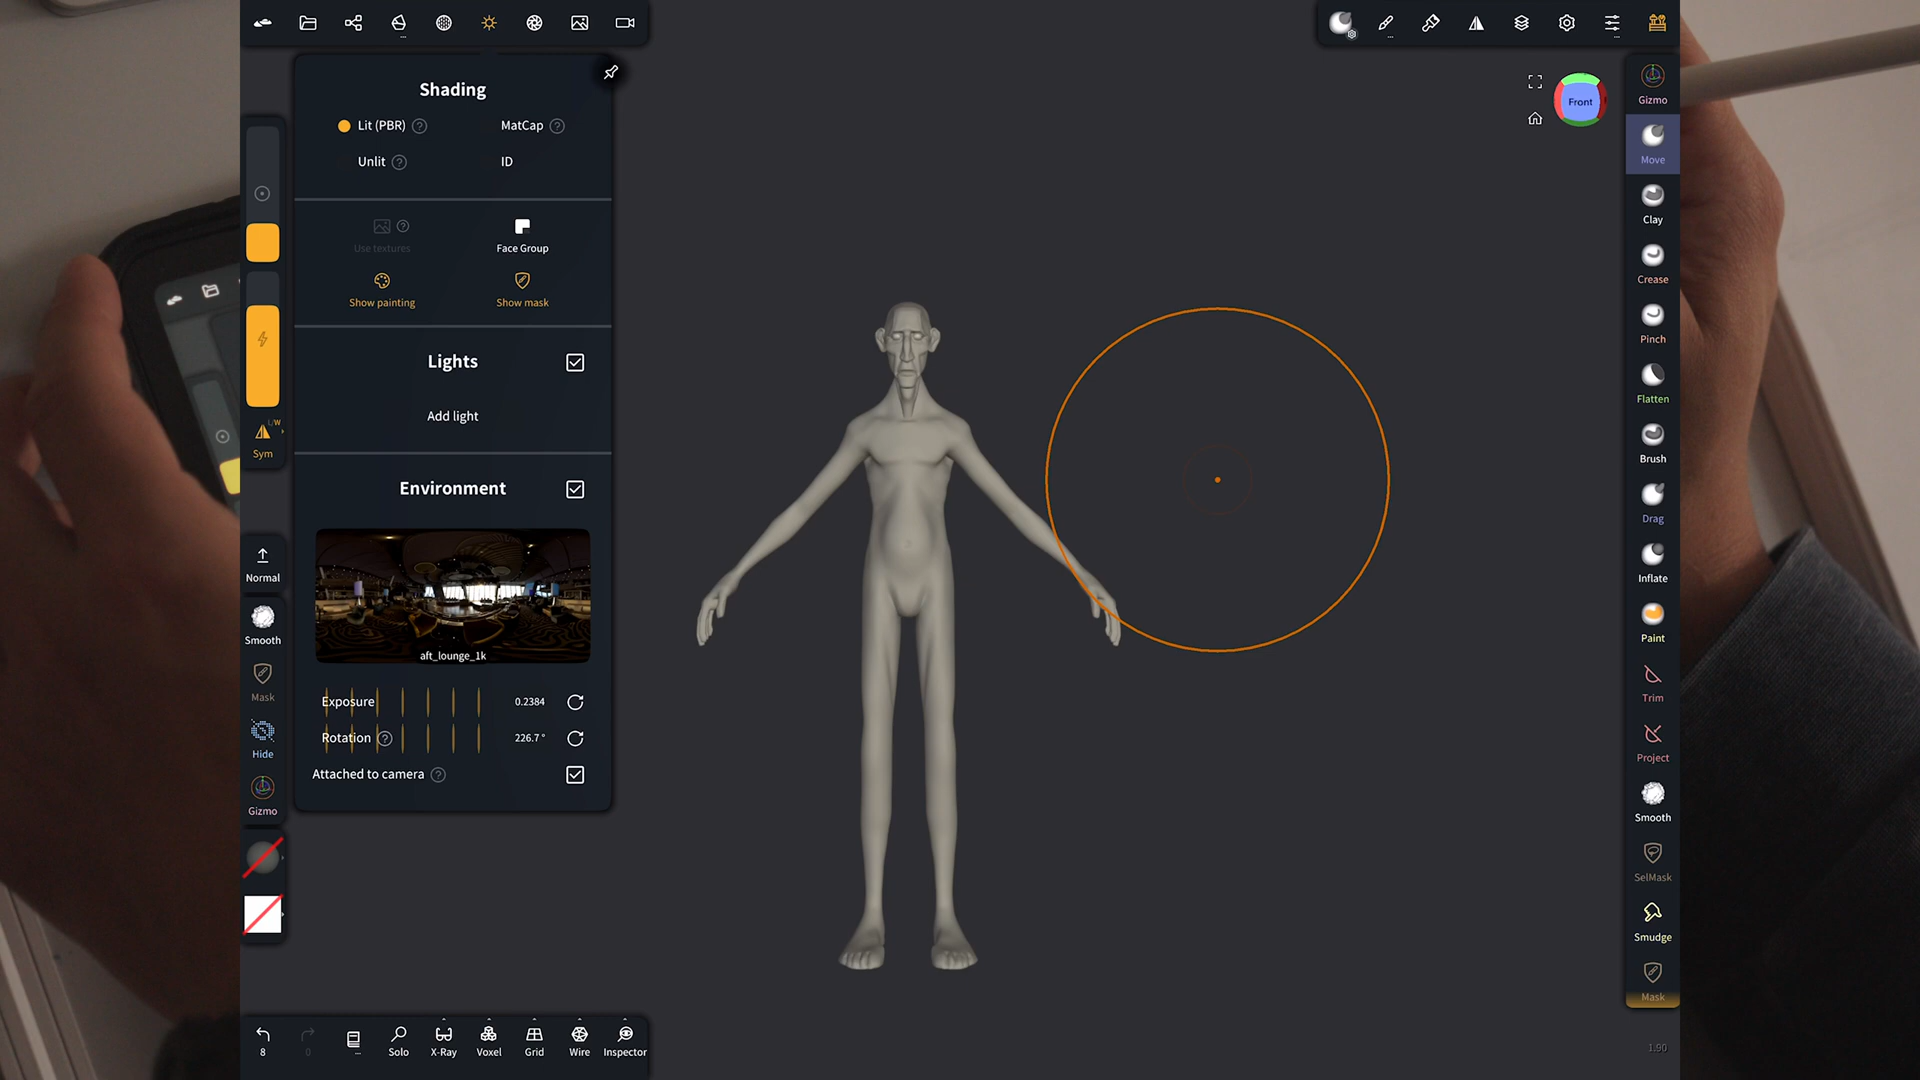 Shading
Lit (PBR)
MatCap
Unlit
ID
Use textures
Face Group
Show painting
Show mask
Lights
Add light
Environment
aft_lounge_1k
Exposure 0.2384
Rotation 226.7 °
Attached to camera
Sym
Normal
Smooth
Mask
Hide
Gizmo
8
0
Solo
X-Ray
Voxel
Grid
Wire
Inspector
Front
Gizmo
Move
Clay
Crease
Pinch
Flatten
Brush
Drag
Inflate
Paint
Trim
Project
Smooth
SelMask
Smudge
Mask
1.90